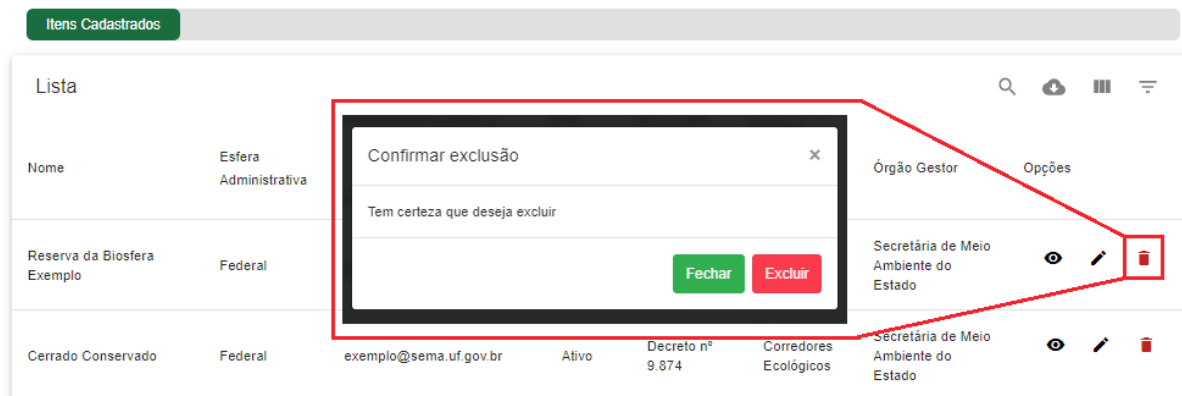 Itens Cadastrados
Lista
Nome
Esfera
Administrativa
Órgão Gestor
Opções
Confirmar exclusão
×
Tem certeza que deseja excluir
Fechar
Excluir
Reserva da Biosfera
Exemplo
Federal
Secretária de Meio
Ambiente do
Estado
Cerrado Conservado
Federal
exemplo@sema.uf.gov.br
Ativo
Decreto nº
9.874
Corredores
Ecológicos
Secretária de Meio
Ambiente do
Estado